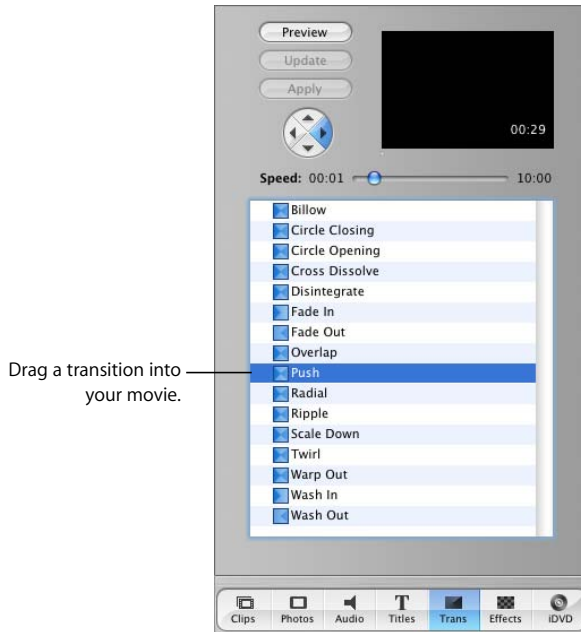 Preview
Update
Apply
00:29
Speed: 00:01 10:00
Billow
Circle Closing
Circle Opening
Cross Dissolve
Disintegrate
Fade In
Fade Out
Overlap
Drag a transition into
your movie.
Push
Radial
Ripple
Scale Down
Twirl
Warp Out
Wash In
Wash Out
Clips Photos Audio Titles Trans Effects iDVD